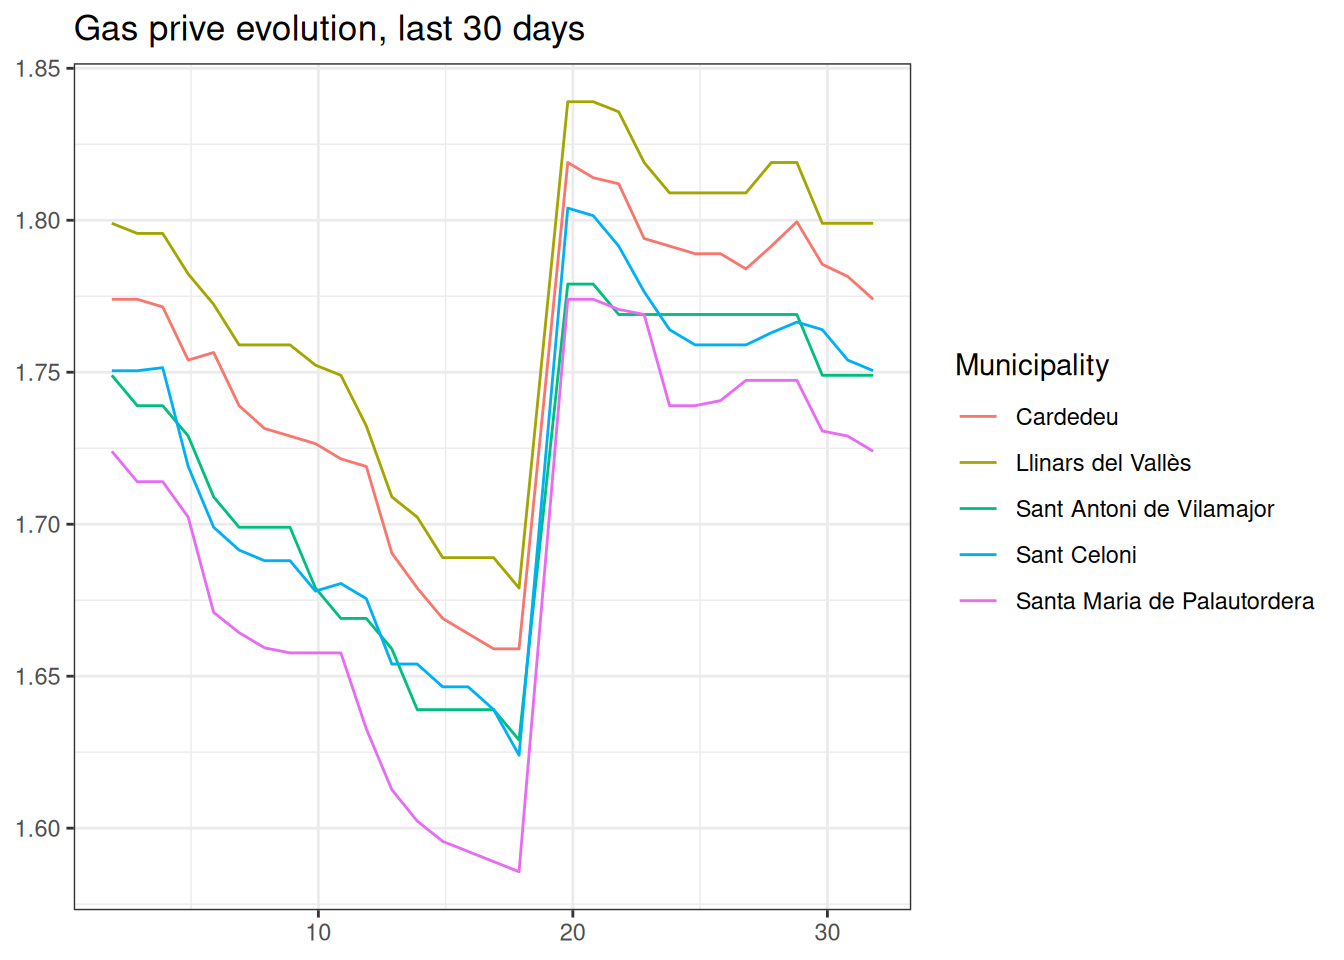 Gas prive evolution, last 30 days
1.85
1.80
1.75
1.70
1.65
1.60
10
20
30
Municipality
Cardedeu
Llinars del Vallès
Sant Antoni de Vilamajor
Sant Celoni
Santa Maria de Palautordera